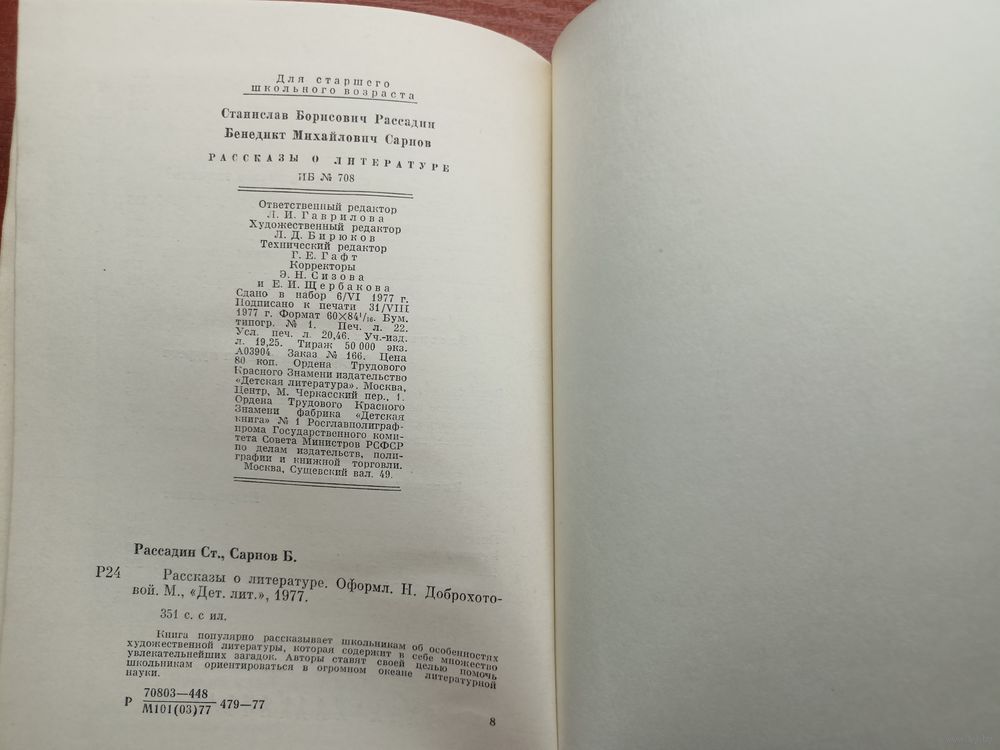 Для старшего
школьного возраста
Станислав Борисович Рассадин
Бенедикт Михайлович Сарнов
РАССКАЗЫ О ЛИТЕРАТУРЕ
ИБ № 708
Ответственный редактор
Л. И. Гаврилова
Художественный редактор
Л. Д. Бирюков
Технический редактор
Г. Е. Гафт
Корректоры
Э. Н. Сизова
и Е. И. Щербакова
Сдано в набор 6/VI 1977 г.
Подписано к печати 31/VIII
1977 г. Формат 60×84¹/₁₆. Бум.
типогр. № 1. Печ. л. 22.
Усл. печ. л. 20,46. Уч.-изд.
л. 19,25. Тираж 50 000 экз.
А03904 Заказ № 166. Цена
80 коп. Ордена Трудового
Красного Знамени издательство
«Детская литература». Москва,
Центр, М. Черкасский пер., 1.
Ордена Трудового Красного
Знамени фабрика «Детская
книга» № 1 Росглавполиграф-
прома Государственного коми-
тета Совета Министров РСФСР
по делам издательств, поли-
графии и книжной торговли.
Москва, Сущевский вал. 49.
Рассадин Ст., Сарнов Б.
Р24 Рассказы о литературе. Оформл. Н. Доброхото-
вой. М., «Дет. лит.», 1977.
351 с. с ил.
Книга популярно рассказывает школьникам об особенностях
художественной литературы, которая содержит в себе множество
увлекательнейших загадок. Авторы ставят своей целью помочь
школьникам ориентироваться в огромном океане литературной
науки.
70803—448
Р 479—77
М101(03)77
8